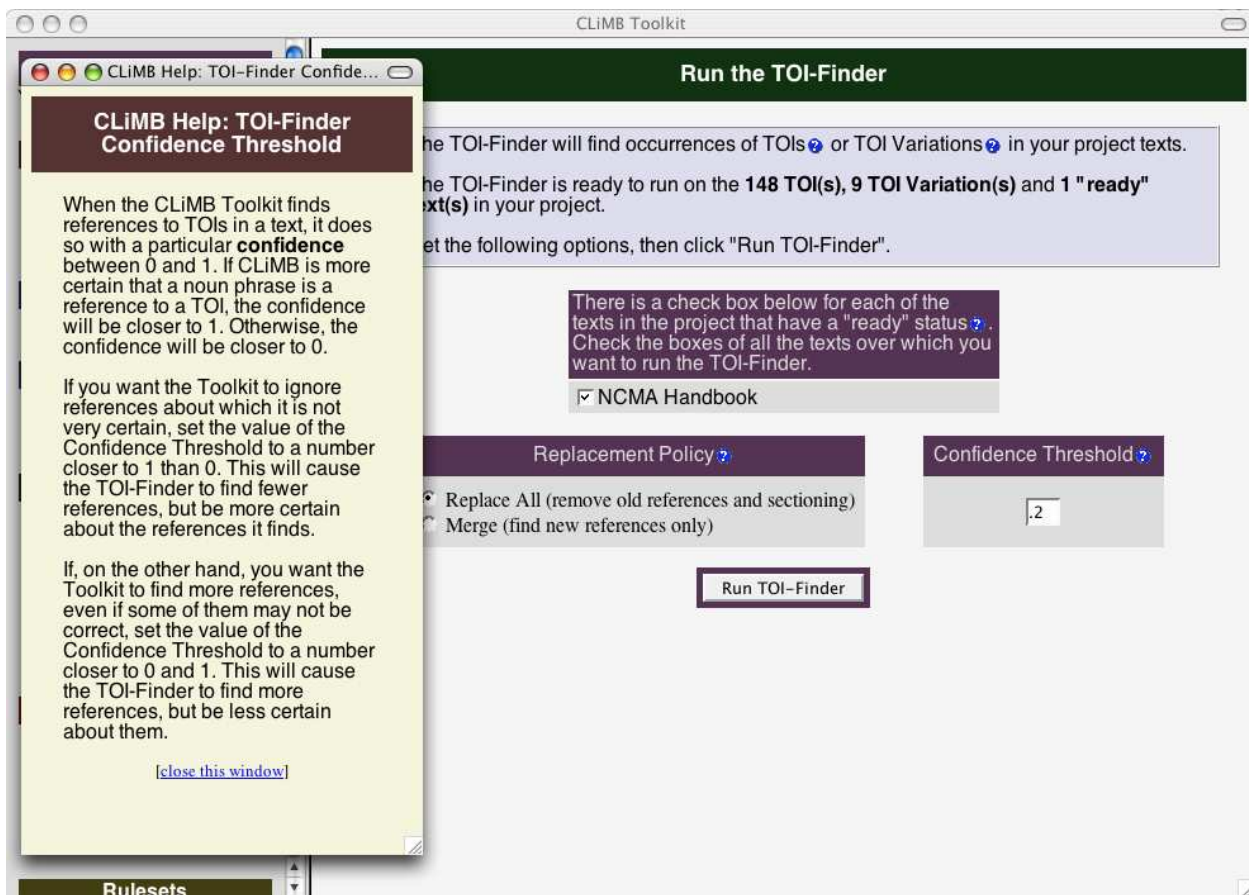 CLiMB Toolkit
CLiMB Help: TOI-Finder Confide...
CLiMB Help: TOI-Finder
Confidence Threshold
When the CLiMB Toolkit finds
references to TOIs in a text, it does
so with a particular confidence
between 0 and 1. If CLiMB is more
certain that a noun phrase is a
reference to a TOI, the confidence
will be closer to 1. Otherwise, the
confidence will be closer to 0.
If you want the Toolkit to ignore
references about which it is not
very certain, set the value of the
Confidence Threshold to a number
closer to 1 than 0. This will cause
the TOI-Finder to find fewer
references, but be more certain
about the references it finds.
If, on the other hand, you want the
Toolkit to find more references,
even if some of them may not be
correct, set the value of the
Confidence Threshold to a number
closer to 0 and 1. This will cause
the TOI-Finder to find more
references, but be less certain
about them.
[close this window]
Rulesets
Run the TOI-Finder
he TOI-Finder will find occurrences of TOIs ? or TOI Variations ? in your project texts.
he TOI-Finder is ready to run on the 148 TOI(s), 9 TOI Variation(s) and 1 "ready"
ext(s) in your project.
et the following options, then click "Run TOI-Finder".
There is a check box below for each of the
texts in the project that have a "ready" status ? .
Check the boxes of all the texts over which you
want to run the TOI-Finder.
NCMA Handbook
Replacement Policy ?
Replace All (remove old references and sectioning)
Merge (find new references only)
Confidence Threshold ?
.2
Run TOI-Finder